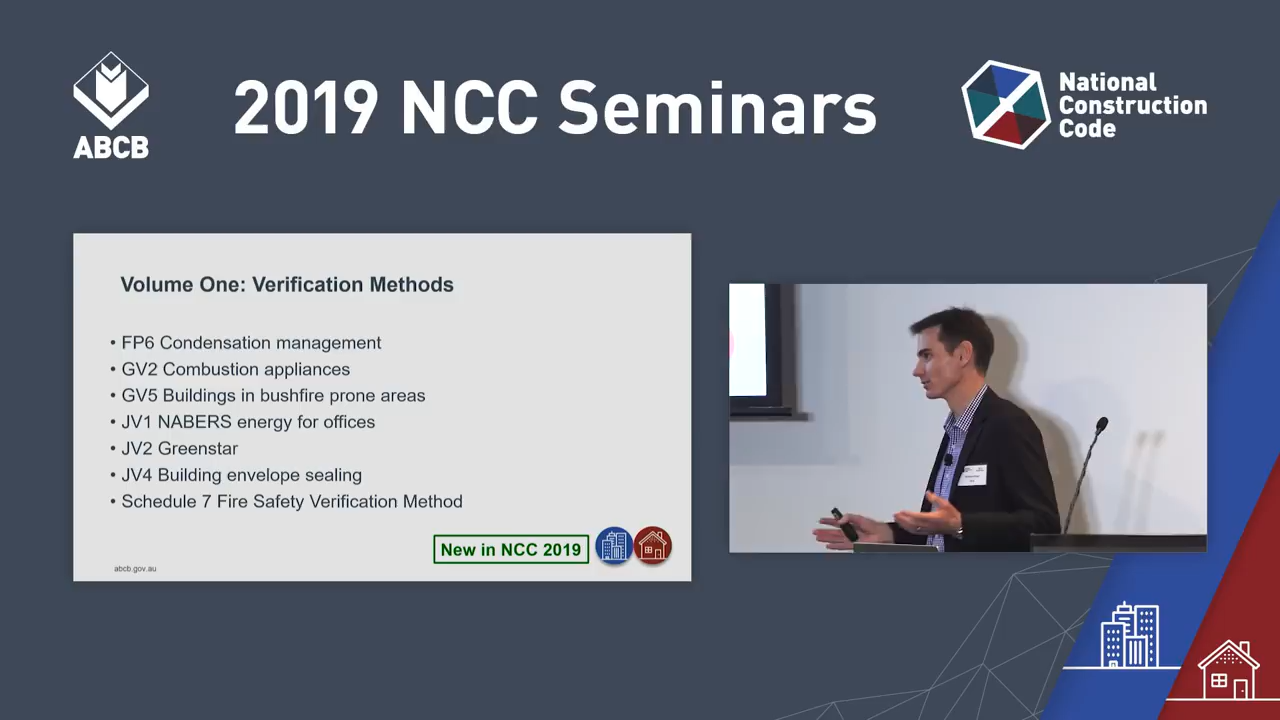 ABCB
2019 NCC Seminars
National
Construction
Code
Volume One: Verification Methods
• FP6 Condensation management
• GV2 Combustion appliances
• GV5 Buildings in bushfire prone areas
• JV1 NABERS energy for offices
• JV2 Greenstar
• JV4 Building envelope sealing
• Schedule 7 Fire Safety Verification Method
New in NCC 2019
abcb.gov.au